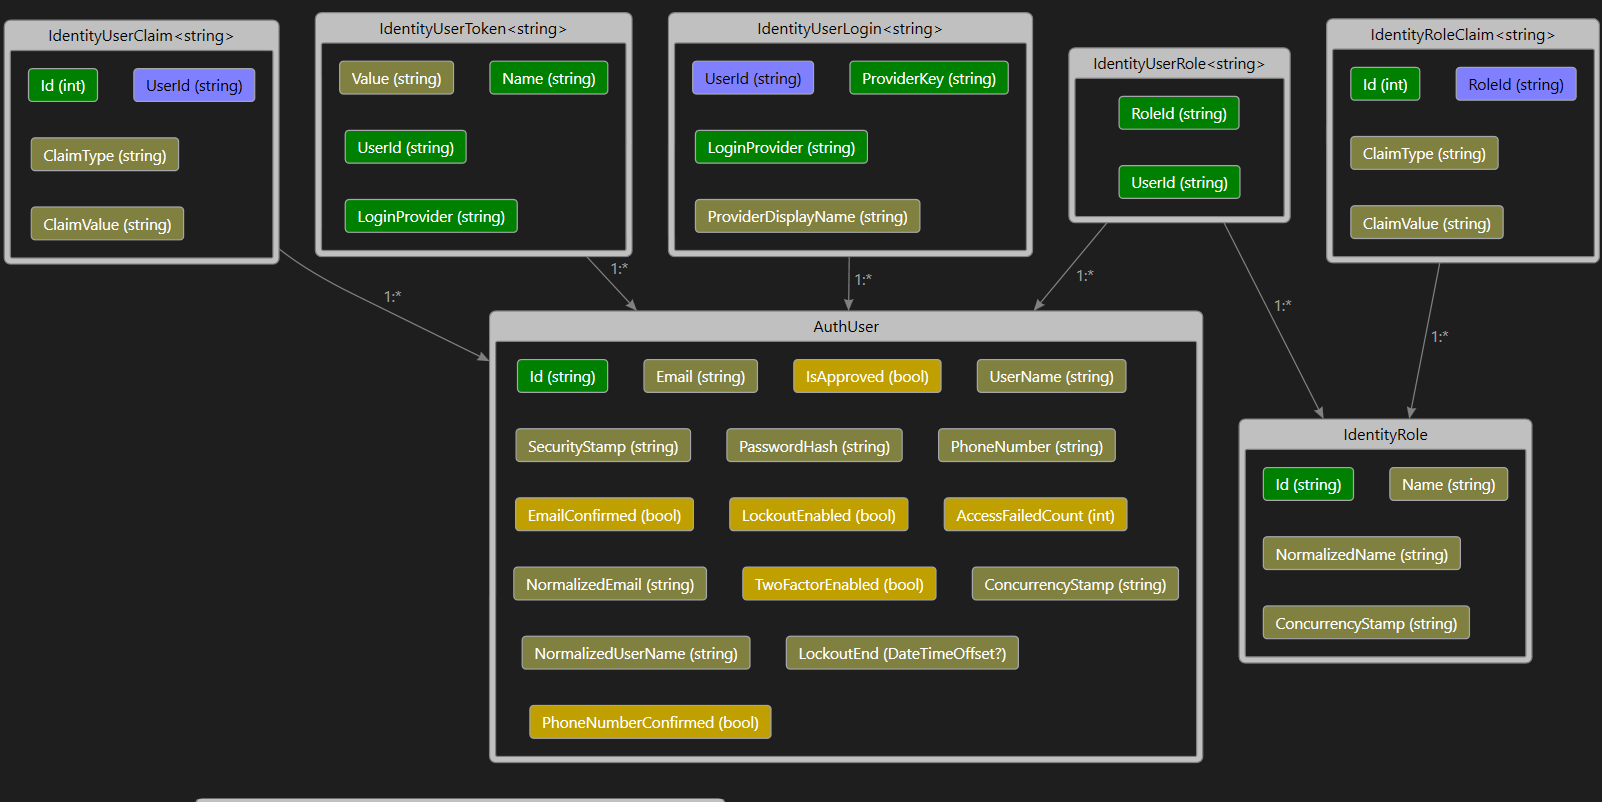 IdentityUserClaim<string>
Id (int)
UserId (string)
ClaimType (string)
ClaimValue (string)
IdentityUserToken<string>
Value (string)
Name (string)
UserId (string)
LoginProvider (string)
IdentityUserLogin<string>
UserId (string)
ProviderKey (string)
LoginProvider (string)
ProviderDisplayName (string)
IdentityUserRole<string>
RoleId (string)
UserId (string)
IdentityRoleClaim<string>
Id (int)
RoleId (string)
ClaimType (string)
ClaimValue (string)
1:*
1:*
1:*
1:*
1:*
1:*
AuthUser
Id (string)
Email (string)
IsApproved (bool)
UserName (string)
SecurityStamp (string)
PasswordHash (string)
PhoneNumber (string)
EmailConfirmed (bool)
LockoutEnabled (bool)
AccessFailedCount (int)
NormalizedEmail (string)
TwoFactorEnabled (bool)
ConcurrencyStamp (string)
NormalizedUserName (string)
LockoutEnd (DateTimeOffset?)
PhoneNumberConfirmed (bool)
IdentityRole
Id (string)
Name (string)
NormalizedName (string)
ConcurrencyStamp (string)